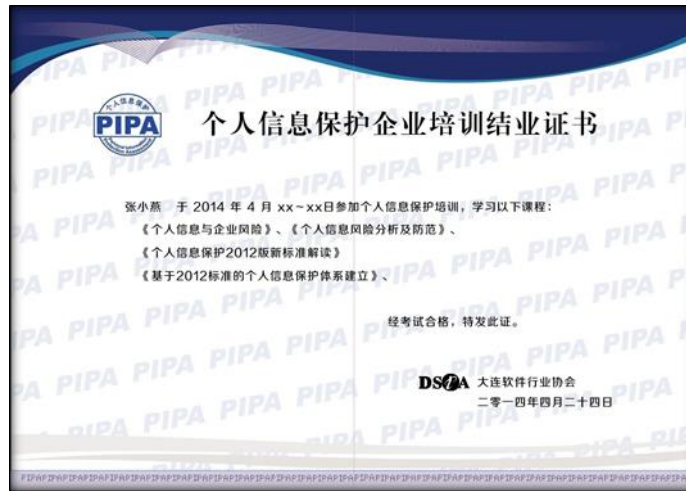 个人信息保护
PIPA
个人信息保护企业培训结业证书
张小燕 于 2014 年 4 月 xx~xx日参加个人信息保护培训,学习以下课程:
《个人信息与企业风险》、《个人信息风险分析及防范》、
《个人信息保护2012版新标准解读》
《基于2012标准的个人信息保护体系建立》、
经考试合格,特发此证。
DSIA 大连软件行业协会
二零一四年四月二十四日